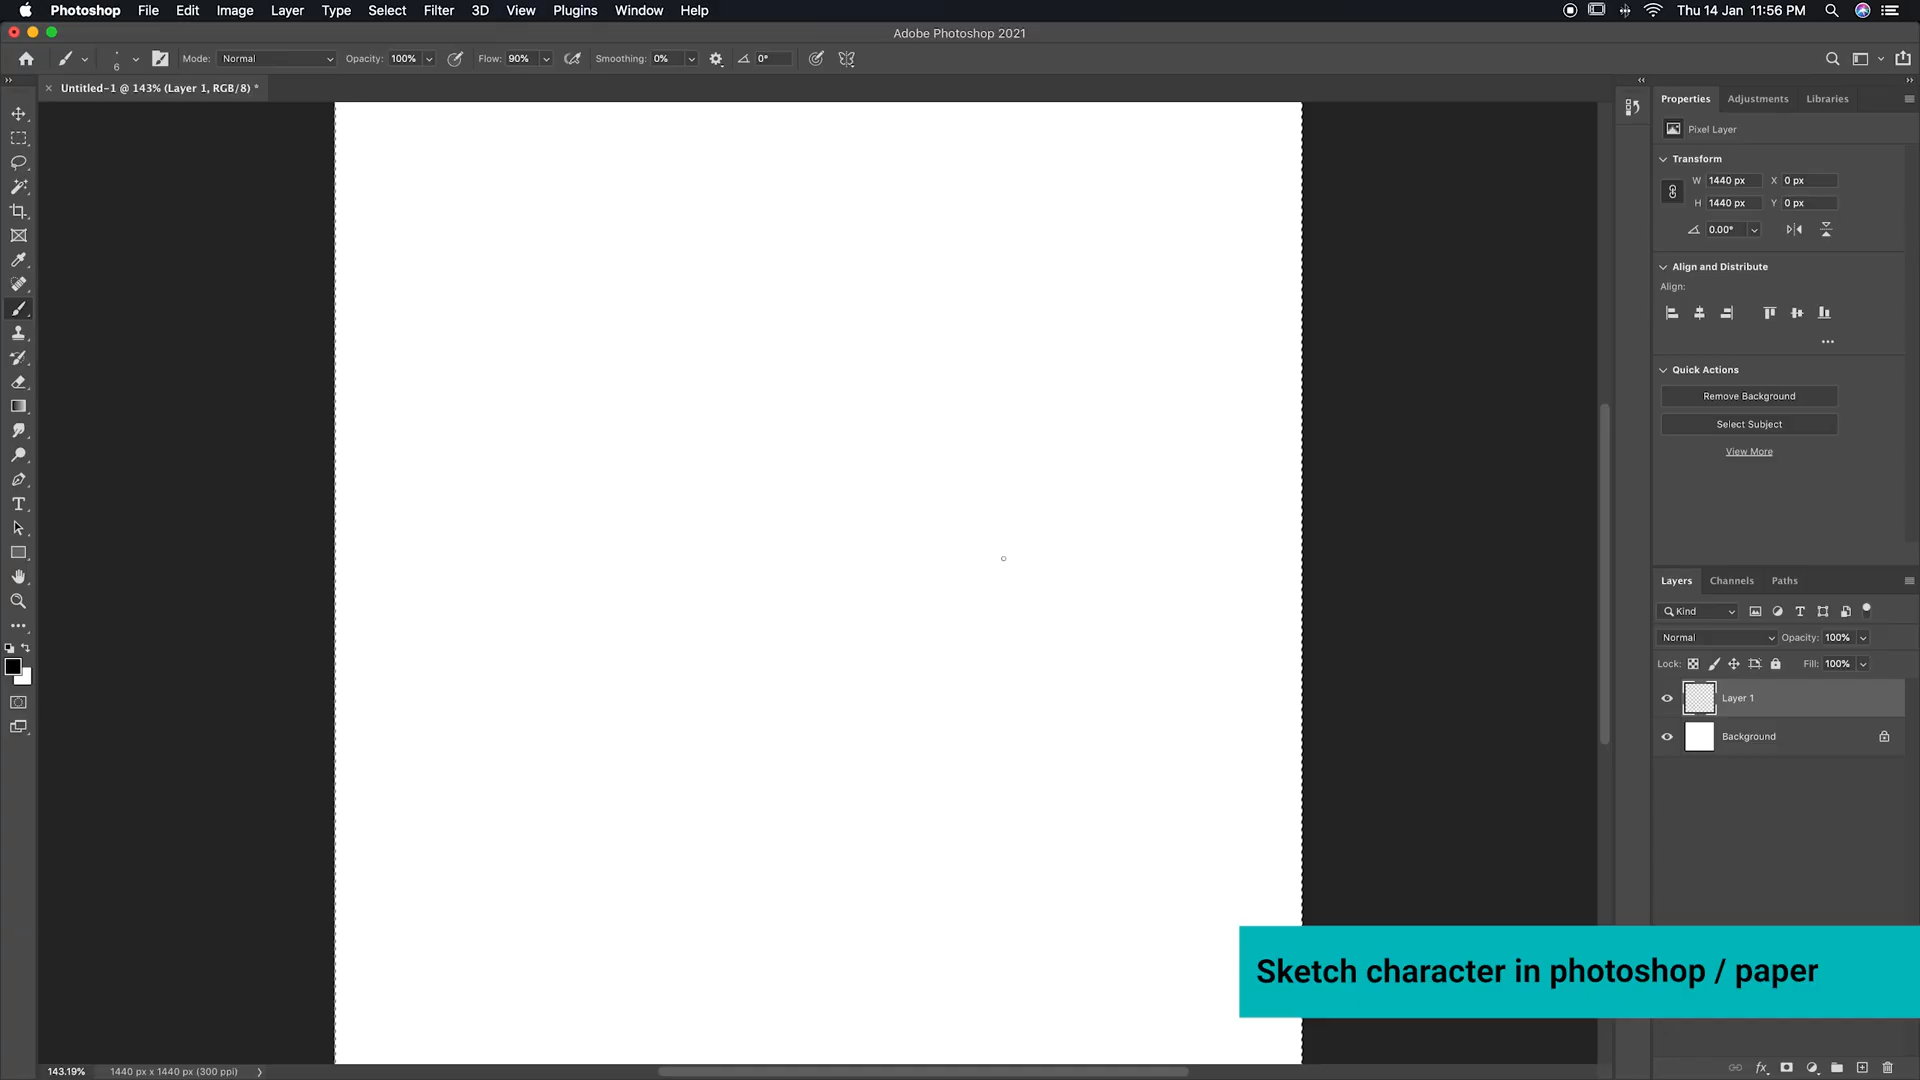 Photoshop File Edit Image Layer Type Select Filter 3D View Plugins Window Help Thu 14 Jan 11:56 PM
Adobe Photoshop 2021
6 Mode: Normal Opacity: 100% Flow: 90% Smoothing: 0% 0°
Untitled-1 @ 143% (Layer 1, RGB/8) *
Properties Adjustments Libraries
Pixel Layer
Transform
W 1440 px X 0 px
H 1440 px Y 0 px
0.00°
Align and Distribute
Align:
Quick Actions
Remove Background
Select Subject
View More
Layers Channels Paths
Kind
Normal Opacity: 100%
Lock: Fill: 100%
Layer 1
Background
Sketch character in photoshop / paper
143.19% 1440 px x 1440 px (300 ppi)